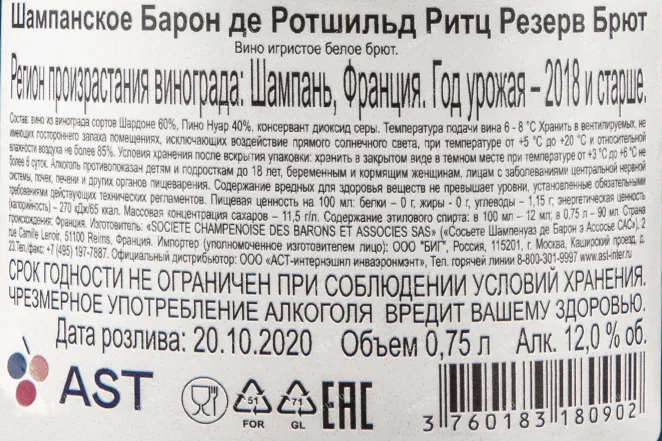 Шампанское Барон де Ротшильд Ритц Резерв Брют
Вино игристое белое брют.
Регион произрастания винограда: Шампань, Франция. Год урожая – 2018 и старше.
Состав: вино из винограда сортов Шардоне 60%, Пино Нуар 40%, консервант диоксид серы. Температура подачи вина 6 - 8 °С Хранить в вентилируемых, не
имеющих постороннего запаха помещениях, исключающих воздействие прямого солнечного света, при температуре от +5 °С до +20 °С и относительной
влажности воздуха не более 85%. Условия хранения после вскрытия упаковки: хранить в закрытом виде в темном месте при температуре от +3 °С до +6 °С не
более 6 суток. Алкоголь противопоказан детям и подросткам до 18 лет, беременным и кормящим женщинам, лицам с заболеваниями центральной нервной
системы, почек, печени и других органов пищеварения. Содержание вредных для здоровья веществ не превышает уровни, установленные обязательными
требованиями действующих технических регламентов. Пищевая ценность на 100 мл: белки – 0 г, жиры - 0 г, углеводы – 1,15 г; энергетическая ценность
(калорийность) – 270 кДж/65 ккал. Массовая концентрация сахаров – 11,5 г/л. Содержание этилового спирта: в 100 мл – 12 мл; в 0,75 л – 90 мл. Страна
происхождения: Франция. Изготовитель: «SOCIETE CHAMPENOISE DES BARONS ET ASSOCIES SAS» («Сосьете Шампенуаз де Барон э Ассосье САС»), 2
rue Camille Lenoir, 51100 Reims, Франция. Импортер (уполномоченное изготовителем лицо): ООО "БИГ", Россия, 115201, г. Москва, Каширский проезд, д.
23. Тел./факс: +7 (495) 197-7887. Официальный дистрибьютор: ООО «АСТ-интернэшнл инваэронмэнт», Тел. горячей линии 8-800-301-9997 www.ast-inter.ru
СРОК ГОДНОСТИ НЕ ОГРАНИЧЕН ПРИ СОБЛЮДЕНИИ УСЛОВИЙ ХРАНЕНИЯ.
ЧРЕЗМЕРНОЕ УПОТРЕБЛЕНИЕ АЛКОГОЛЯ ВРЕДИТ ВАШЕМУ ЗДОРОВЬЮ.
Дата розлива: 20.10.2020 Объем 0,75 л Алк. 12,0 % об.
AST 51 FOR 71 GL EAC
3 760183 180902